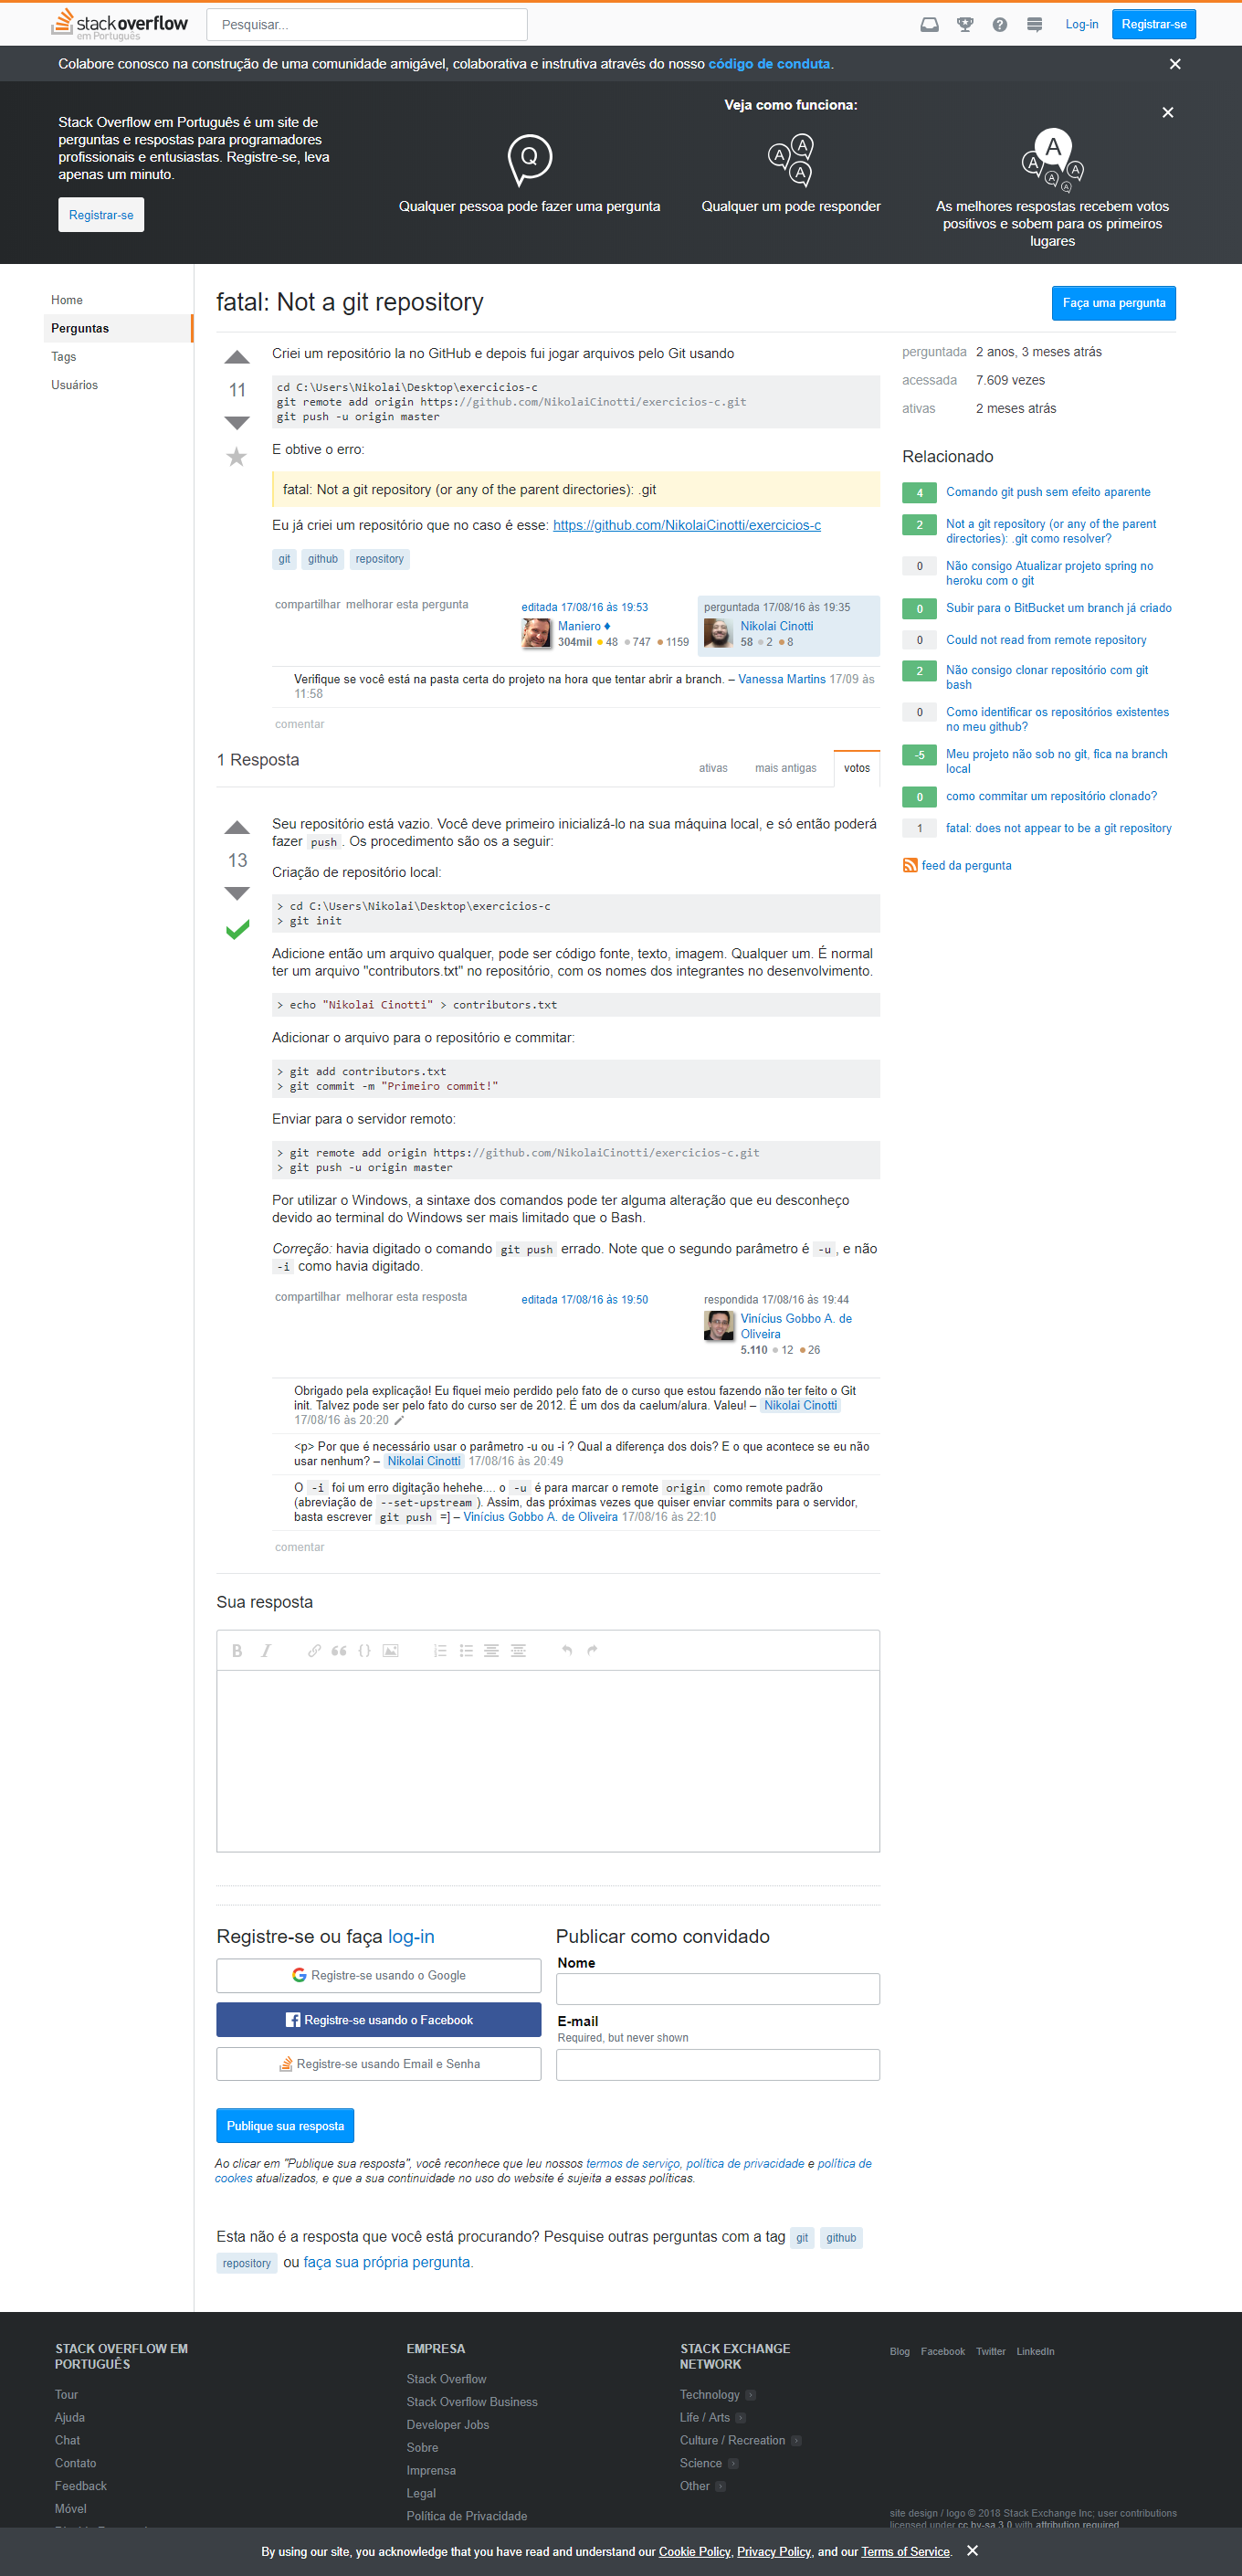 stackoverflow
em Português
Pesquisar...
Log-in
Registrar-se
Colabore conosco na construção de uma comunidade amigável, colaborativa e instrutiva através do nosso código de conduta.
Stack Overflow em Português é um site de
perguntas e respostas para programadores
profissionais e entusiastas. Registre-se, leva
apenas um minuto.
Registrar-se
Veja como funciona:
Q
Qualquer pessoa pode fazer uma pergunta
A
A
A
Qualquer um pode responder
A
A
A
A
A
As melhores respostas recebem votos
positivos e sobem para os primeiros
lugares
Home
Perguntas
Tags
Usuários
fatal: Not a git repository
Faça uma pergunta
11
Criei um repositório la no GitHub e depois fui jogar arquivos pelo Git usando
cd C:\Users\Nikolai\Desktop\exercicios-c
git remote add origin https://github.com/NikolaiCinotti/exercicios-c.git
git push -u origin master
E obtive o erro:
fatal: Not a git repository (or any of the parent directories): .git
Eu já criei um repositório que no caso é esse: https://github.com/NikolaiCinotti/exercicios-c
git github repository
compartilhar melhorar esta pergunta
editada 17/08/16 às 19:53
Maniero ♦
304mil ●48 ●747 ●1159
perguntada 17/08/16 às 19:35
Nikolai Cinotti
58 ●2 ●8
Verifique se você está na pasta certa do projeto na hora que tentar abrir a branch. – Vanessa Martins 17/09 às
11:58
comentar
1 Resposta
ativas mais antigas votos
13
Seu repositório está vazio. Você deve primeiro inicializá-lo na sua máquina local, e só então poderá
fazer push. Os procedimento são os a seguir:
Criação de repositório local:
> cd C:\Users\Nikolai\Desktop\exercicios-c
> git init
Adicione então um arquivo qualquer, pode ser código fonte, texto, imagem. Qualquer um. É normal
ter um arquivo "contributors.txt" no repositório, com os nomes dos integrantes no desenvolvimento.
> echo "Nikolai Cinotti" > contributors.txt
Adicionar o arquivo para o repositório e commitar:
> git add contributors.txt
> git commit -m "Primeiro commit!"
Enviar para o servidor remoto:
> git remote add origin https://github.com/NikolaiCinotti/exercicios-c.git
> git push -u origin master
Por utilizar o Windows, a sintaxe dos comandos pode ter alguma alteração que eu desconheço
devido ao terminal do Windows ser mais limitado que o Bash.
Correção: havia digitado o comando git push errado. Note que o segundo parâmetro é -u, e não
-i como havia digitado.
compartilhar melhorar esta resposta
editada 17/08/16 às 19:50
respondida 17/08/16 às 19:44
Vinícius Gobbo A. de
Oliveira
5.110 ●12 ●26
Obrigado pela explicação! Eu fiquei meio perdido pelo fato de o curso que estou fazendo não ter feito o Git
init. Talvez pode ser pelo fato do curso ser de 2012. É um dos da caelum/alura. Valeu! – Nikolai Cinotti
17/08/16 às 20:20
<p> Por que é necessário usar o parâmetro -u ou -i ? Qual a diferença dos dois? E o que acontece se eu não
usar nenhum? – Nikolai Cinotti 17/08/16 às 20:49
O -i foi um erro digitação hehehe.... o -u é para marcar o remote origin como remote padrão
(abreviação de --set-upstream). Assim, das próximas vezes que quiser enviar commits para o servidor,
basta escrever git push =] – Vinícius Gobbo A. de Oliveira 17/08/16 às 22:10
comentar
perguntada 2 anos, 3 meses atrás
acessada 7.609 vezes
ativas 2 meses atrás
Relacionado
4 Comando git push sem efeito aparente
2 Not a git repository (or any of the parent
directories): .git como resolver?
0 Não consigo Atualizar projeto spring no
heroku com o git
0 Subir para o BitBucket um branch já criado
0 Could not read from remote repository
2 Não consigo clonar repositório com git
bash
0 Como identificar os repositórios existentes
no meu github?
-5 Meu projeto não sob no git, fica na branch
local
0 como commitar um repositório clonado?
1 fatal: does not appear to be a git repository
feed da pergunta
Sua resposta
B I
Registre-se ou faça log-in
Registre-se usando o Google
Registre-se usando o Facebook
Registre-se usando Email e Senha
Publicar como convidado
Nome
E-mail
Required, but never shown
Publique sua resposta
Ao clicar em "Publique sua resposta", você reconhece que leu nossos termos de serviço, política de privacidade e política de
cookes atualizados, e que a sua continuidade no uso do website é sujeita a essas políticas.
Esta não é a resposta que você está procurando? Pesquise outras perguntas com a tag git github
repository ou faça sua própria pergunta.
STACK OVERFLOW EM
PORTUGUÊS
Tour
Ajuda
Chat
Contato
Feedback
Móvel
EMPRESA
Stack Overflow
Stack Overflow Business
Developer Jobs
Sobre
Imprensa
Legal
Política de Privacidade
STACK EXCHANGE
NETWORK
Technology
Life / Arts
Culture / Recreation
Science
Other
Blog Facebook Twitter LinkedIn
site design / logo © 2018 Stack Exchange Inc; user contributions
licensed under cc by-sa 3.0 with attribution required
By using our site, you acknowledge that you have read and understand our Cookie Policy, Privacy Policy, and our Terms of Service.